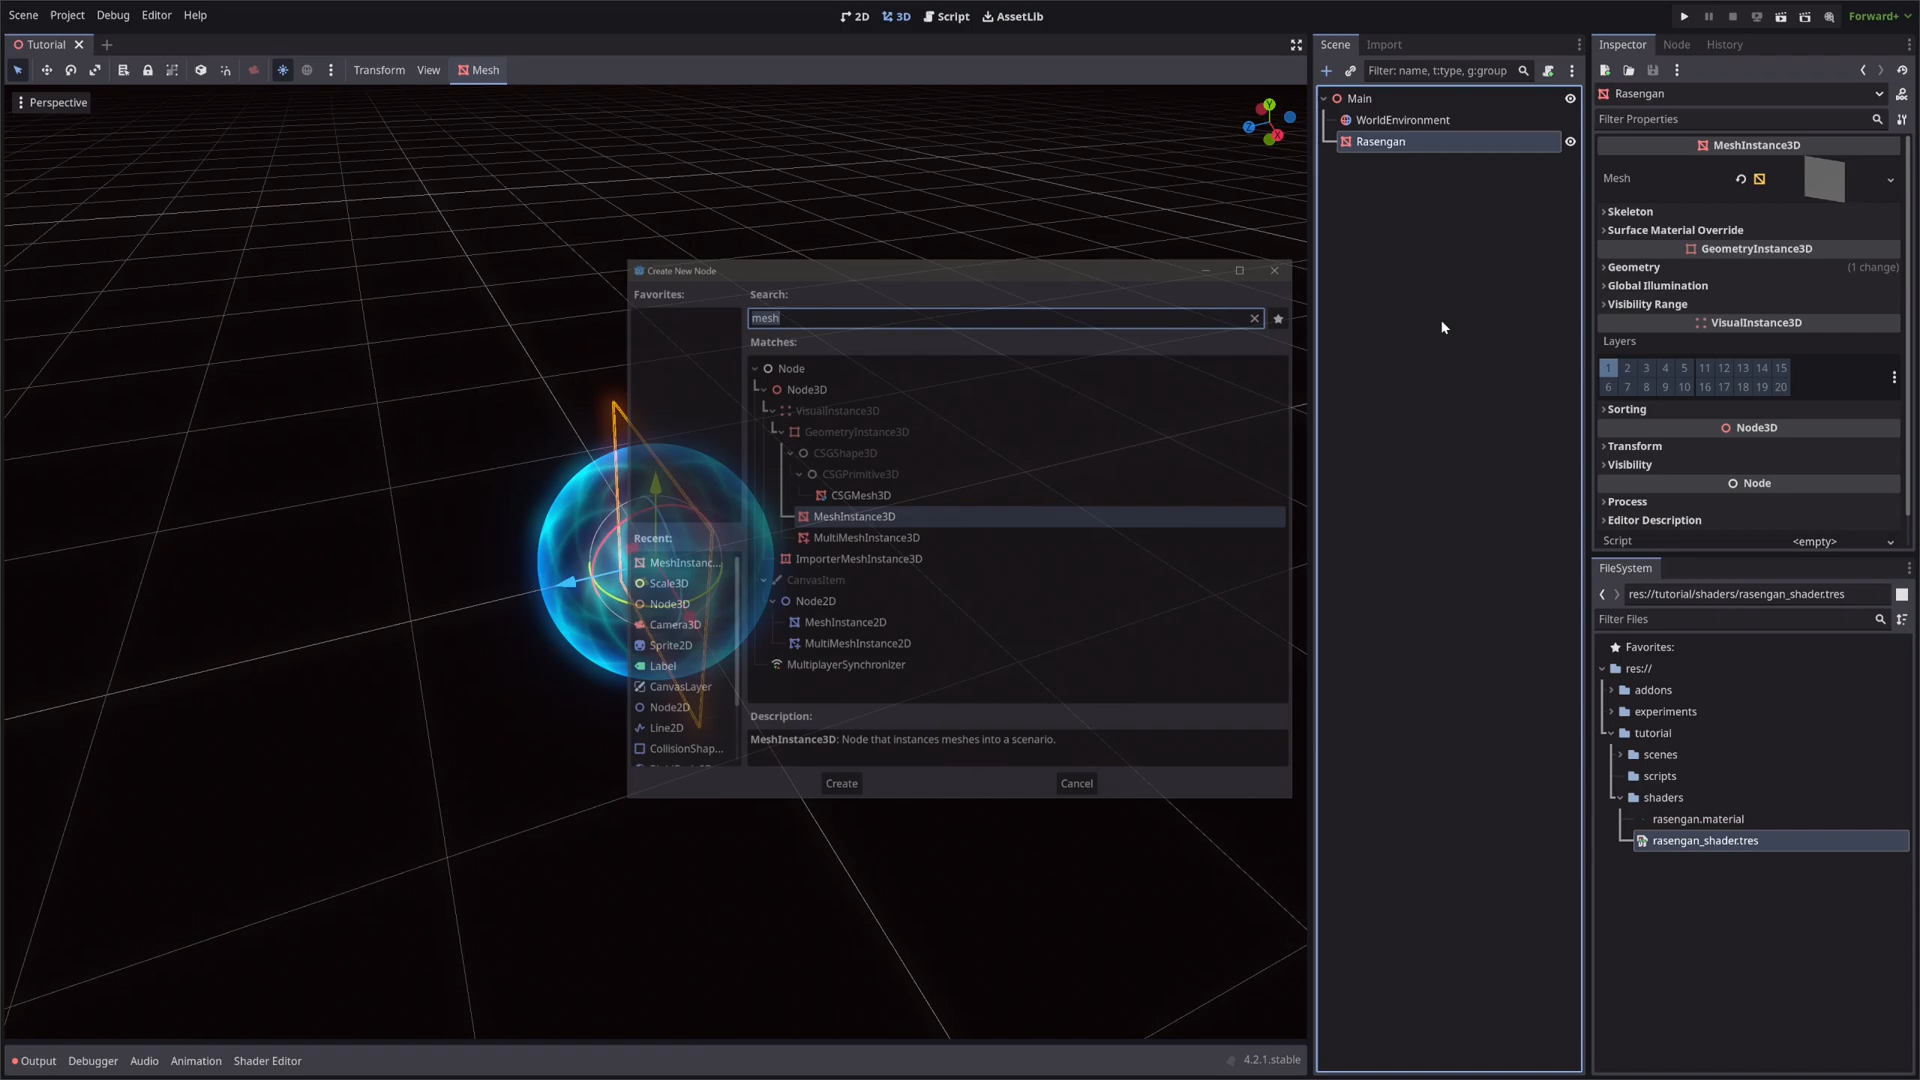 Scene Project Debug Editor Help
2D 3D Script AssetLib
Forward+
Tutorial
Transform View Mesh
Perspective
Y
Z
X
Create New Node
Favorites:
Search:
mesh
Matches:
Node
Node3D
VisualInstance3D
GeometryInstance3D
CSGShape3D
CSGPrimitive3D
CSGMesh3D
MeshInstance3D
MultiMeshInstance3D
ImporterMeshInstance3D
CanvasItem
Node2D
MeshInstance2D
MultiMeshInstance2D
MultiplayerSynchronizer
Recent:
MeshInstanc...
Scale3D
Node3D
Camera3D
Sprite2D
Label
CanvasLayer
Node2D
Line2D
CollisionShap...
Description:
MeshInstance3D: Node that instances meshes into a scenario.
Create Cancel
Output Debugger Audio Animation Shader Editor
4.2.1.stable
Scene Import
Filter: name, t:type, g:group
Main
WorldEnvironment
Rasengan
Inspector Node History
Rasengan
Filter Properties
MeshInstance3D
Mesh
Skeleton
Surface Material Override
GeometryInstance3D
Geometry (1 change)
Global Illumination
Visibility Range
VisualInstance3D
Layers
1 2 3 4 5 11 12 13 14 15
6 7 8 9 10 16 17 18 19 20
Sorting
Node3D
Transform
Visibility
Node
Process
Editor Description
Script <empty>
FileSystem
res://tutorial/shaders/rasengan_shader.tres
Filter Files
Favorites:
res://
addons
experiments
tutorial
scenes
scripts
shaders
rasengan.material
rasengan_shader.tres